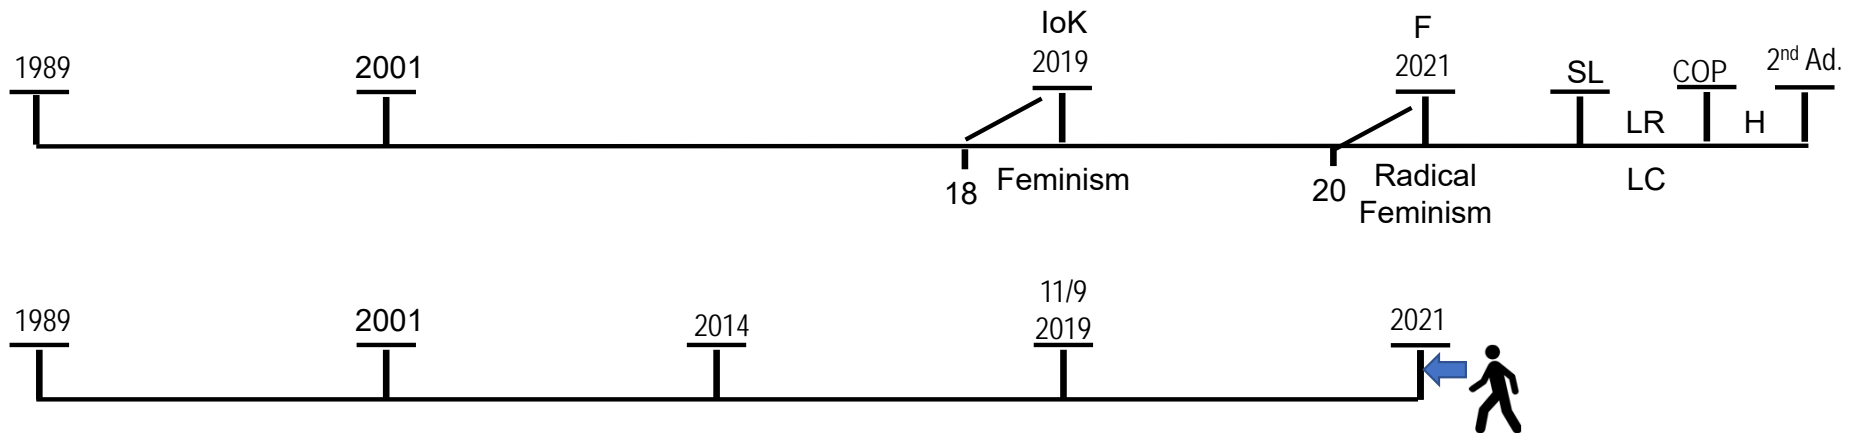 IoK
F
1989
2001
2019
2021
SL
COP
2nd Ad.
LR
H
18
Feminism
20
Radical
Feminism
LC
11/9
1989
2001
2014
2019
2021